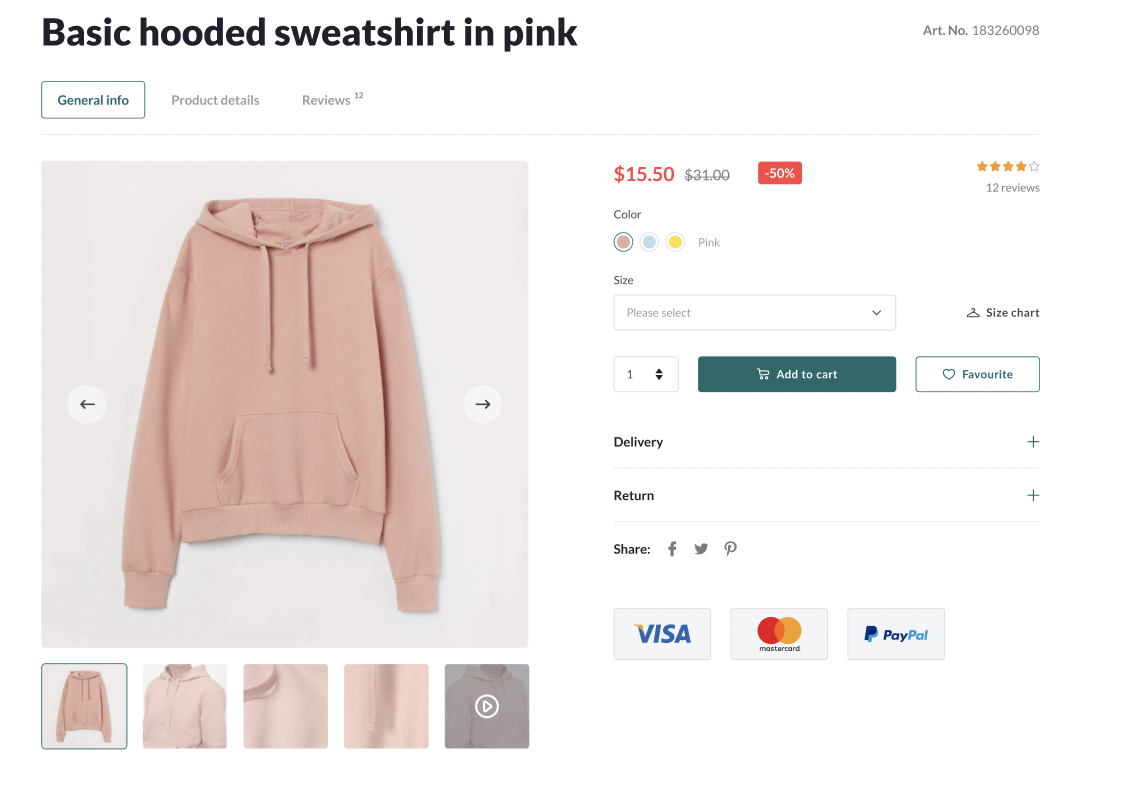 Basic hooded sweatshirt in pink
Art. No. 183260098
General info
Product details
Reviews 12
$15.50 $31.00 -50%
12 reviews
Color
Pink
Size
Please select
Size chart
1
Add to cart
Favourite
Delivery
Return
Share:
VISA
mastercard.
PayPal